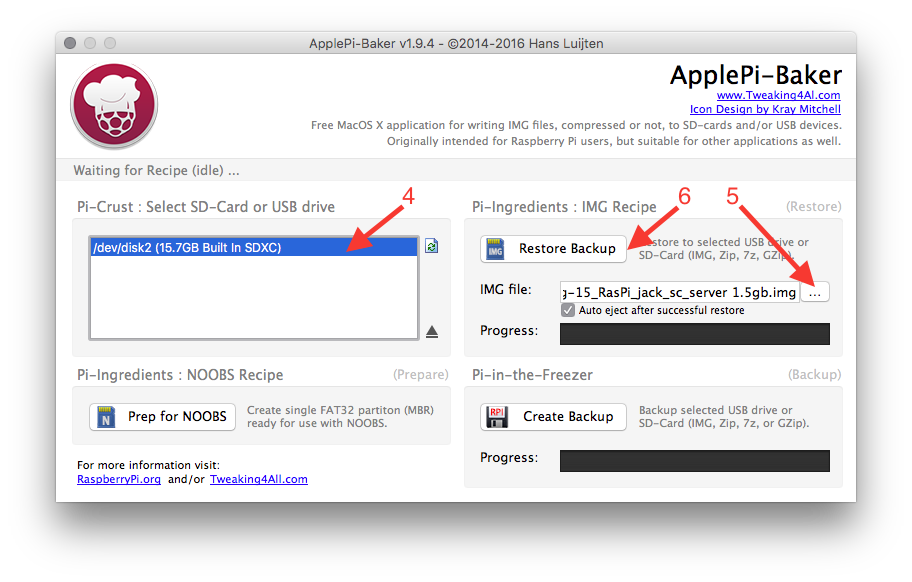 ApplePi-Baker v1.9.4 - ©2014-2016 Hans Luijten
ApplePi-Baker
www.Tweaking4Al.com
Icon Design by Kray Mitchell
Free MacOS X application for writing IMG files, compressed or not, to SD-cards and/or USB devices.
Originally intended for Raspberry Pi users, but suitable for other applications as well.
Waiting for Recipe (idle) ...
4
Pi-Crust : Select SD-Card or USB drive
/dev/disk2 (15.7GB Built In SDXC)
6
5
Pi-Ingredients : IMG Recipe
(Restore)
IMG
Restore Backup
Restore to selected USB drive or
SD-Card (IMG, Zip, 7z, GZip).
IMG file:
g-15_RasPi_jack_sc_server 1.5gb.img
...
Auto eject after successful restore
Progress:
Pi-Ingredients : NOOBS Recipe
(Prepare)
N
Prep for NOOBS
Create single FAT32 partiton (MBR)
ready for use with NOOBS.
Pi-in-the-Freezer
(Backup)
RPi
Create Backup
Backup selected USB drive or
SD-Card (IMG, Zip, 7z, or GZip).
Progress:
For more information visit:
RaspberryPi.org and/or Tweaking4All.com